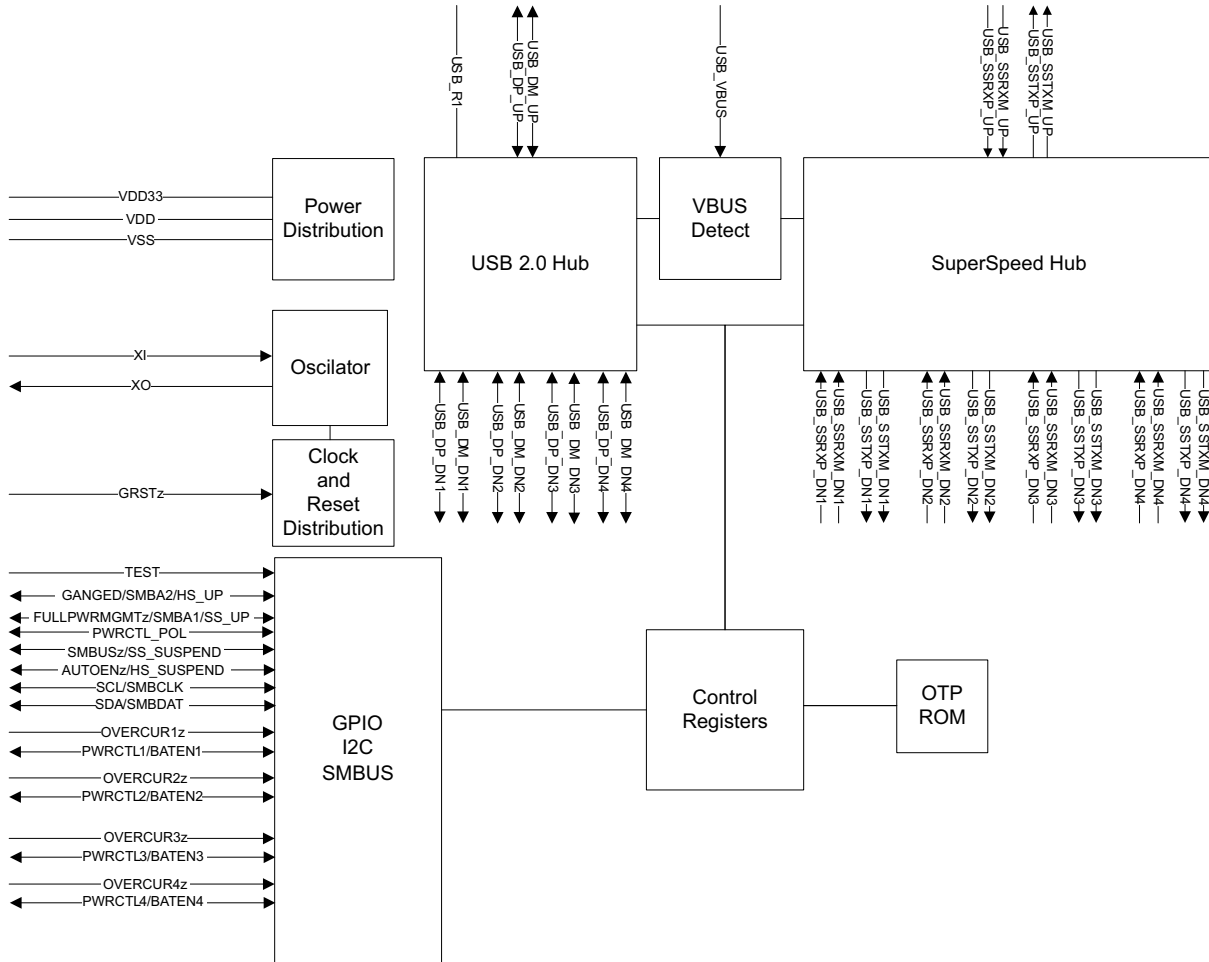 USB_R1
USB_DP_UP
USB_DM_UP
USB_VBUS
USB_SSRXP_UP
USB_SSRXM_UP
USB_SSTXP_UP
USB_SSTXM_UP
VDD33
VDD
VSS
Power
Distribution
USB 2.0 Hub
VBUS
Detect
SuperSpeed Hub
XI
XO
Oscilator
GRSTz
Clock
and
Reset
Distribution
USB_DP_DN1
USB_DM_DN1
USB_DP_DN2
USB_DM_DN2
USB_DP_DN3
USB_DM_DN3
USB_DP_DN4
USB_DM_DN4
USB_SSRXP_DN1
USB_SSRXM_DN1
USB_SSTXP_DN1
USB_SSTXM_DN1
USB_SSRXP_DN2
USB_SSRXM_DN2
USB_SSTXP_DN2
USB_SSTXM_DN2
USB_SSRXP_DN3
USB_SSRXM_DN3
USB_SSTXP_DN3
USB_SSTXM_DN3
USB_SSRXP_DN4
USB_SSRXM_DN4
USB_SSTXP_DN4
USB_SSTXM_DN4
TEST
GANGED/SMBA2/HS_UP
FULLPWRMGMTz/SMBA1/SS_UP
PWRCTL_POL
SMBUSz/SS_SUSPEND
AUTOENz/HS_SUSPEND
SCL/SMBCLK
SDA/SMBDAT
OVERCUR1z
PWRCTL1/BATEN1
OVERCUR2z
PWRCTL2/BATEN2
OVERCUR3z
PWRCTL3/BATEN3
OVERCUR4z
PWRCTL4/BATEN4
GPIO
I2C
SMBUS
Control
Registers
OTP
ROM